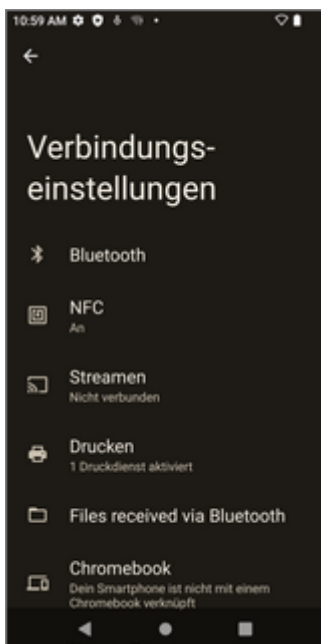 10:59 AM
Verbindungs-
einstellungen
Bluetooth
NFC
An
Streamen
Nicht verbunden
Drucken
1 Druckdienst aktiviert
Files received via Bluetooth
Chromebook
Dein Smartphone ist nicht mit einem
Chromebook verknüpft